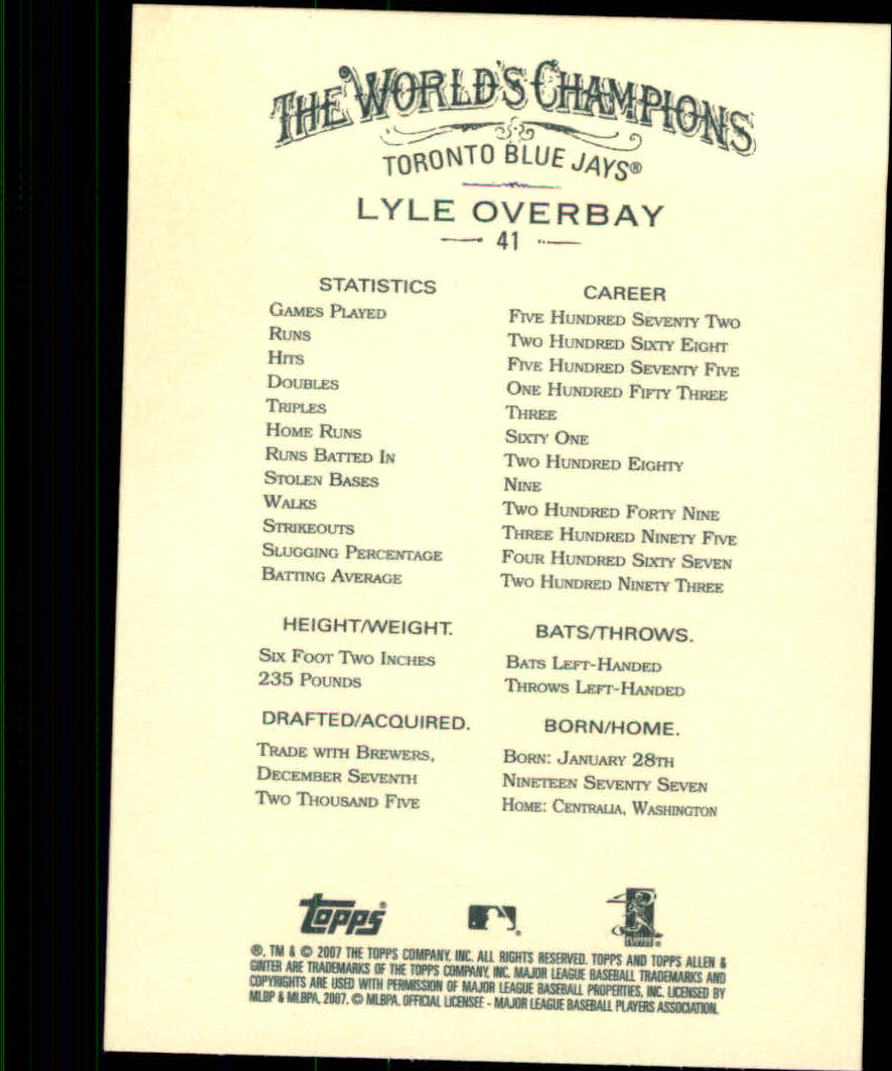 THE WORLD'S CHAMPIONS
TORONTO BLUE JAYS®
LYLE OVERBAY
41
STATISTICS
GAMES PLAYED
RUNS
HITS
DOUBLES
TRIPLES
HOME RUNS
RUNS BATTED IN
STOLEN BASES
WALKS
STRIKEOUTS
SLUGGING PERCENTAGE
BATTING AVERAGE
CAREER
FIVE HUNDRED SEVENTY TWO
TWO HUNDRED SIXTY EIGHT
FIVE HUNDRED SEVENTY FIVE
ONE HUNDRED FIFTY THREE
THREE
SIXTY ONE
TWO HUNDRED EIGHTY
NINE
TWO HUNDRED FORTY NINE
THREE HUNDRED NINETY FIVE
FOUR HUNDRED SIXTY SEVEN
TWO HUNDRED NINETY THREE
HEIGHT/WEIGHT.
SIX FOOT TWO INCHES
235 POUNDS
BATS/THROWS.
BATS LEFT-HANDED
THROWS LEFT-HANDED
DRAFTED/ACQUIRED.
TRADE WITH BREWERS,
DECEMBER SEVENTH
TWO THOUSAND FIVE
BORN/HOME.
BORN: JANUARY 28TH
NINETEEN SEVENTY SEVEN
HOME: CENTRALIA, WASHINGTON
topps®
®, TM & © 2007 THE TOPPS COMPANY, INC. ALL RIGHTS RESERVED. TOPPS AND TOPPS ALLEN &
GINTER ARE TRADEMARKS OF THE TOPPS COMPANY, INC. MAJOR LEAGUE BASEBALL TRADEMARKS AND
COPYRIGHTS ARE USED WITH PERMISSION OF MAJOR LEAGUE BASEBALL PROPERTIES, INC. LICENSED BY
MLBP & MLBPA, 2007. © MLBPA. OFFICIAL LICENSEE - MAJOR LEAGUE BASEBALL PLAYERS ASSOCIATION.